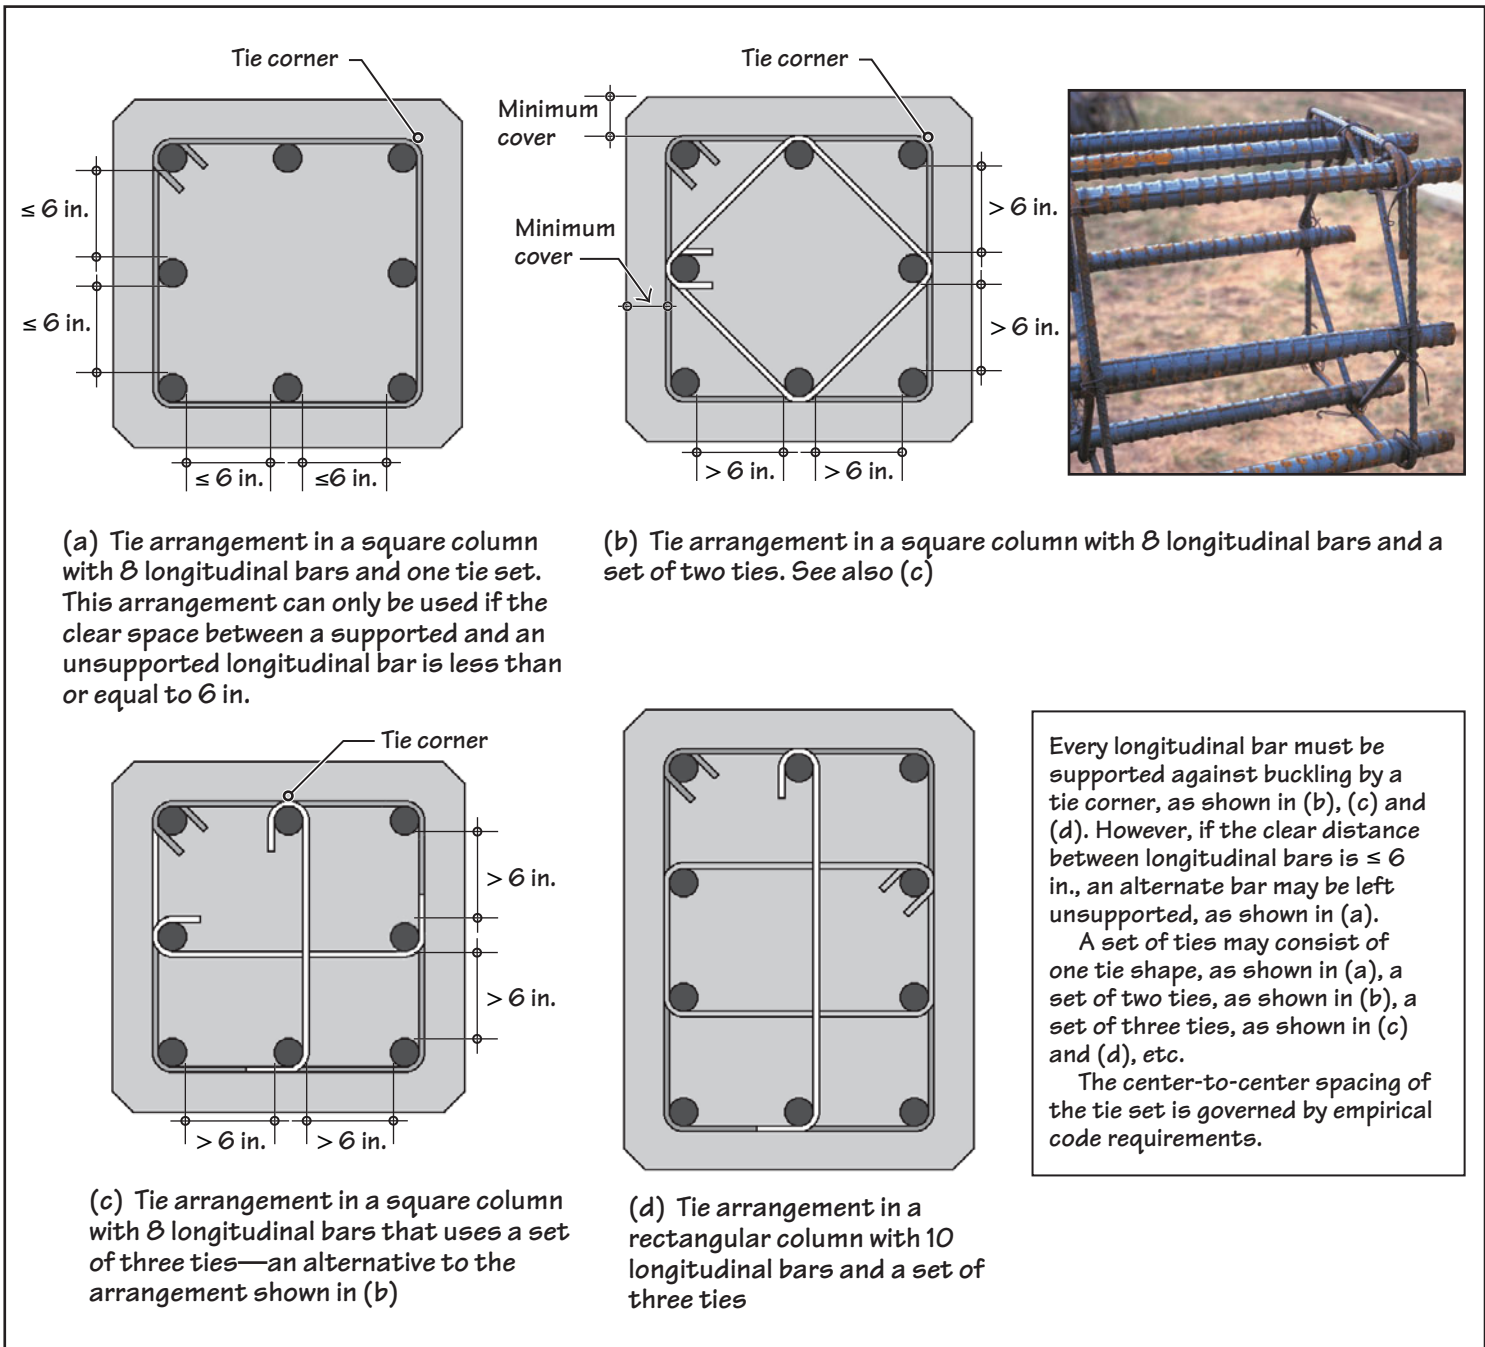 Tie corner
≤ 6 in.
≤ 6 in.
≤ 6 in.
≤6 in.
(a) Tie arrangement in a square column
with 8 longitudinal bars and one tie set.
This arrangement can only be used if the
clear space between a supported and an
unsupported longitudinal bar is less than
or equal to 6 in.
Tie corner
Minimum
cover
Minimum
cover
> 6 in.
> 6 in.
> 6 in.
> 6 in.
(b) Tie arrangement in a square column with 8 longitudinal bars and a
set of two ties. See also (c)
Tie corner
> 6 in.
> 6 in.
> 6 in.
> 6 in.
(c) Tie arrangement in a square column
with 8 longitudinal bars that uses a set
of three ties—an alternative to the
arrangement shown in (b)
(d) Tie arrangement in a
rectangular column with 10
longitudinal bars and a set of
three ties
Every longitudinal bar must be
supported against buckling by a
tie corner, as shown in (b), (c) and
(d). However, if the clear distance
between longitudinal bars is ≤ 6
in., an alternate bar may be left
unsupported, as shown in (a).
A set of ties may consist of
one tie shape, as shown in (a), a
set of two ties, as shown in (b), a
set of three ties, as shown in (c)
and (d), etc.
The center-to-center spacing of
the tie set is governed by empirical
code requirements.